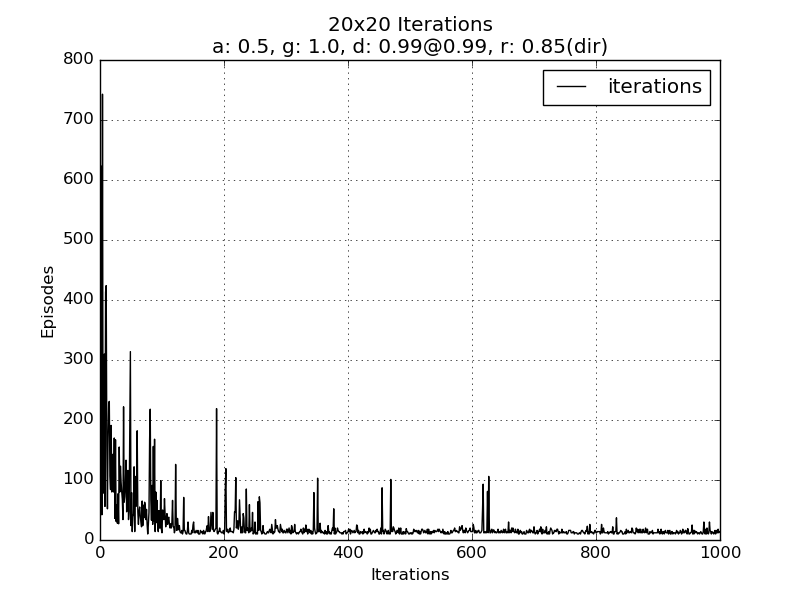 20x20 Iterations
a: 0.5, g: 1.0, d: 0.99@0.99, r: 0.85(dir)
iterations
800
700
600
500
400
300
200
100
0
Episodes
0 200 400 600 800 1000
Iterations